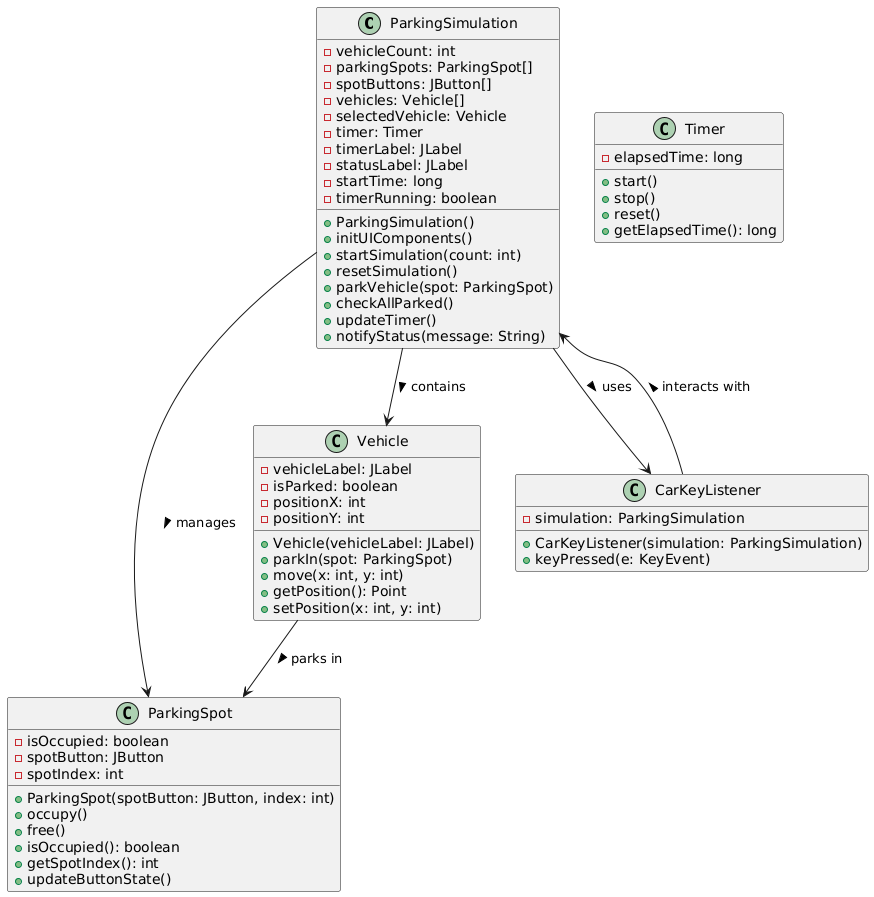 C ParkingSimulation
vehicleCount: int
parkingSpots: ParkingSpot[]
spotButtons: JButton[]
vehicles: Vehicle[]
selectedVehicle: Vehicle
timer: Timer
timerLabel: JLabel
statusLabel: JLabel
startTime: long
timerRunning: boolean
ParkingSimulation()
initUIComponents()
startSimulation(count: int)
resetSimulation()
parkVehicle(spot: ParkingSpot)
checkAllParked()
updateTimer()
notifyStatus(message: String)
C Timer
elapsedTime: long
start()
stop()
reset()
getElapsedTime(): long
contains
uses
interacts with
manages
C Vehicle
vehicleLabel: JLabel
isParked: boolean
positionX: int
positionY: int
Vehicle(vehicleLabel: JLabel)
parkIn(spot: ParkingSpot)
move(x: int, y: int)
getPosition(): Point
setPosition(x: int, y: int)
C CarKeyListener
simulation: ParkingSimulation
CarKeyListener(simulation: ParkingSimulation)
keyPressed(e: KeyEvent)
parks in
C ParkingSpot
isOccupied: boolean
spotButton: JButton
spotIndex: int
ParkingSpot(spotButton: JButton, index: int)
occupy()
free()
isOccupied(): boolean
getSpotIndex(): int
updateButtonState()